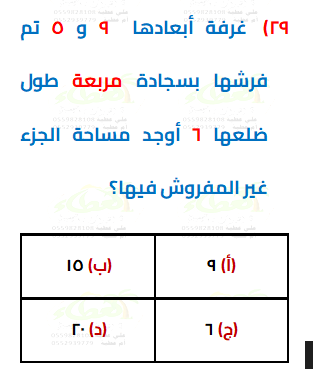 ٢٩) غرفة أبعادها ٩ و ٥ تم
فرشها بسجادة مربعة طول
ضلعها ٦ أوجد مساحة الجزء
غير المفروش فيها؟
(أ) ٩ (ب) ١٥
(ج) ٦ (د) ٢٠